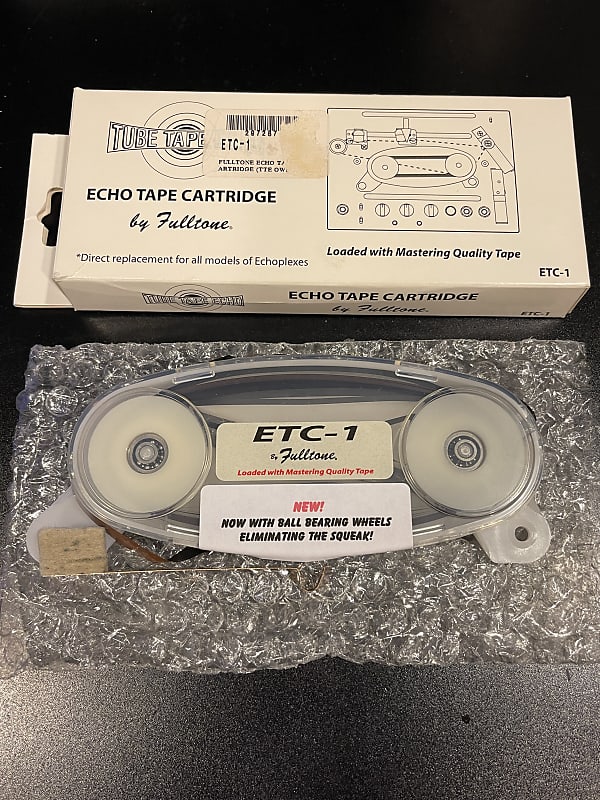 TUBE TAPE
287287
ETC-1
FULLTONE ECHO TA
ARTRIDGE (TTE OW
ECHO TAPE CARTRIDGE
by Fulltone®
*Direct replacement for all models of Echoplexes
Loaded with Mastering Quality Tape
ETC-1
TUBE TAPE ECHO
ECHO TAPE CARTRIDGE
by Fulltone®
ETC-1
ETC-1
By Fulltone®
Loaded with Mastering Quality Tape
NEW!
NOW WITH BALL BEARING WHEELS
ELIMINATING THE SQUEAK!